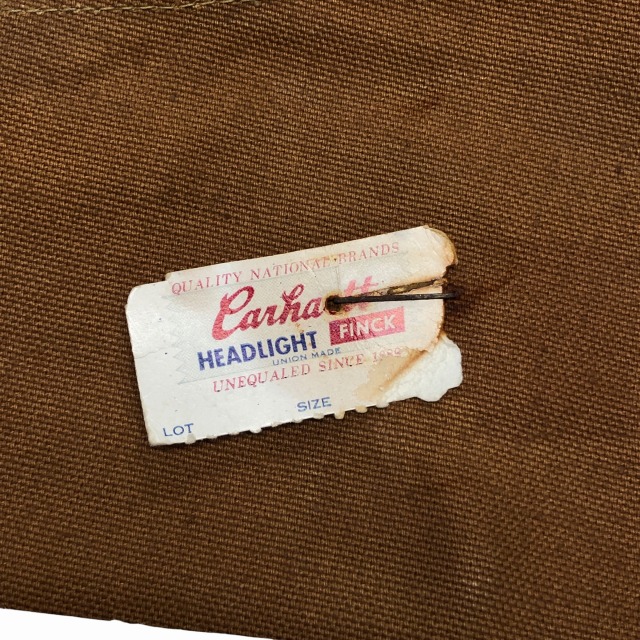 QUALITY NATIONAL BRANDS
Carhartt
HEADLIGHT FINCK
UNION MADE
UNEQUALED SINCE
SIZE
LOT